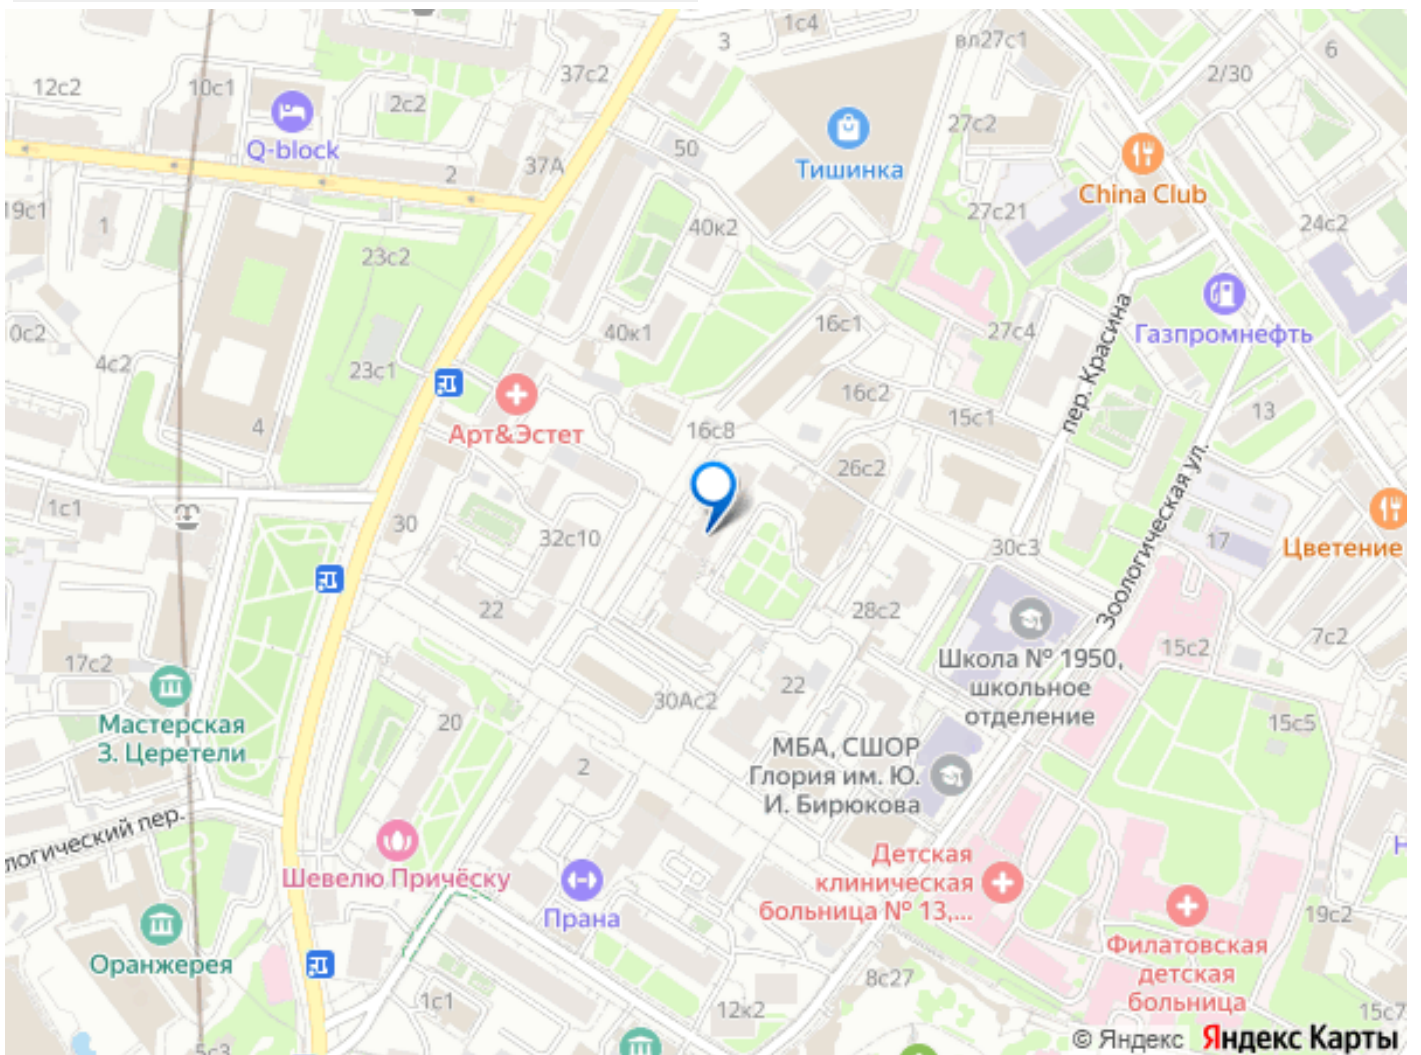 1с4
3
вл27с1
6
12с2
10с1
37с2
2/30
2с2
Q-block
50
27с2
Тишинка
37А
2
China Club
19с1
1
27с21
40к2
24с2
23с2
16с1
27с4
0с2
40к1
Газпромнефть
4с2
23с1
пер. Красина
16с2
13
15с1
4
Арт&Эстет
16с8
26с2
1с1
30
32с10
30с3
17
Цветение
Зоологическая ул.
22
28с2
7с2
15с2
17с2
Школа № 1950,
школьное
отделение
22
30Ас2
Мастерская
З. Церетели
20
15с5
2
МБА, СШОР
Глория им. Ю.
И. Бирюкова
логический пер.
Н
Детская
клиническая
больница № 13,...
Шевелю Причёску
Прана
19с2
Филатовская
детская
больница
Оранжерея
8с27
1с1
12к2
15с7
5с3
© Яндекс Яндекс Карты